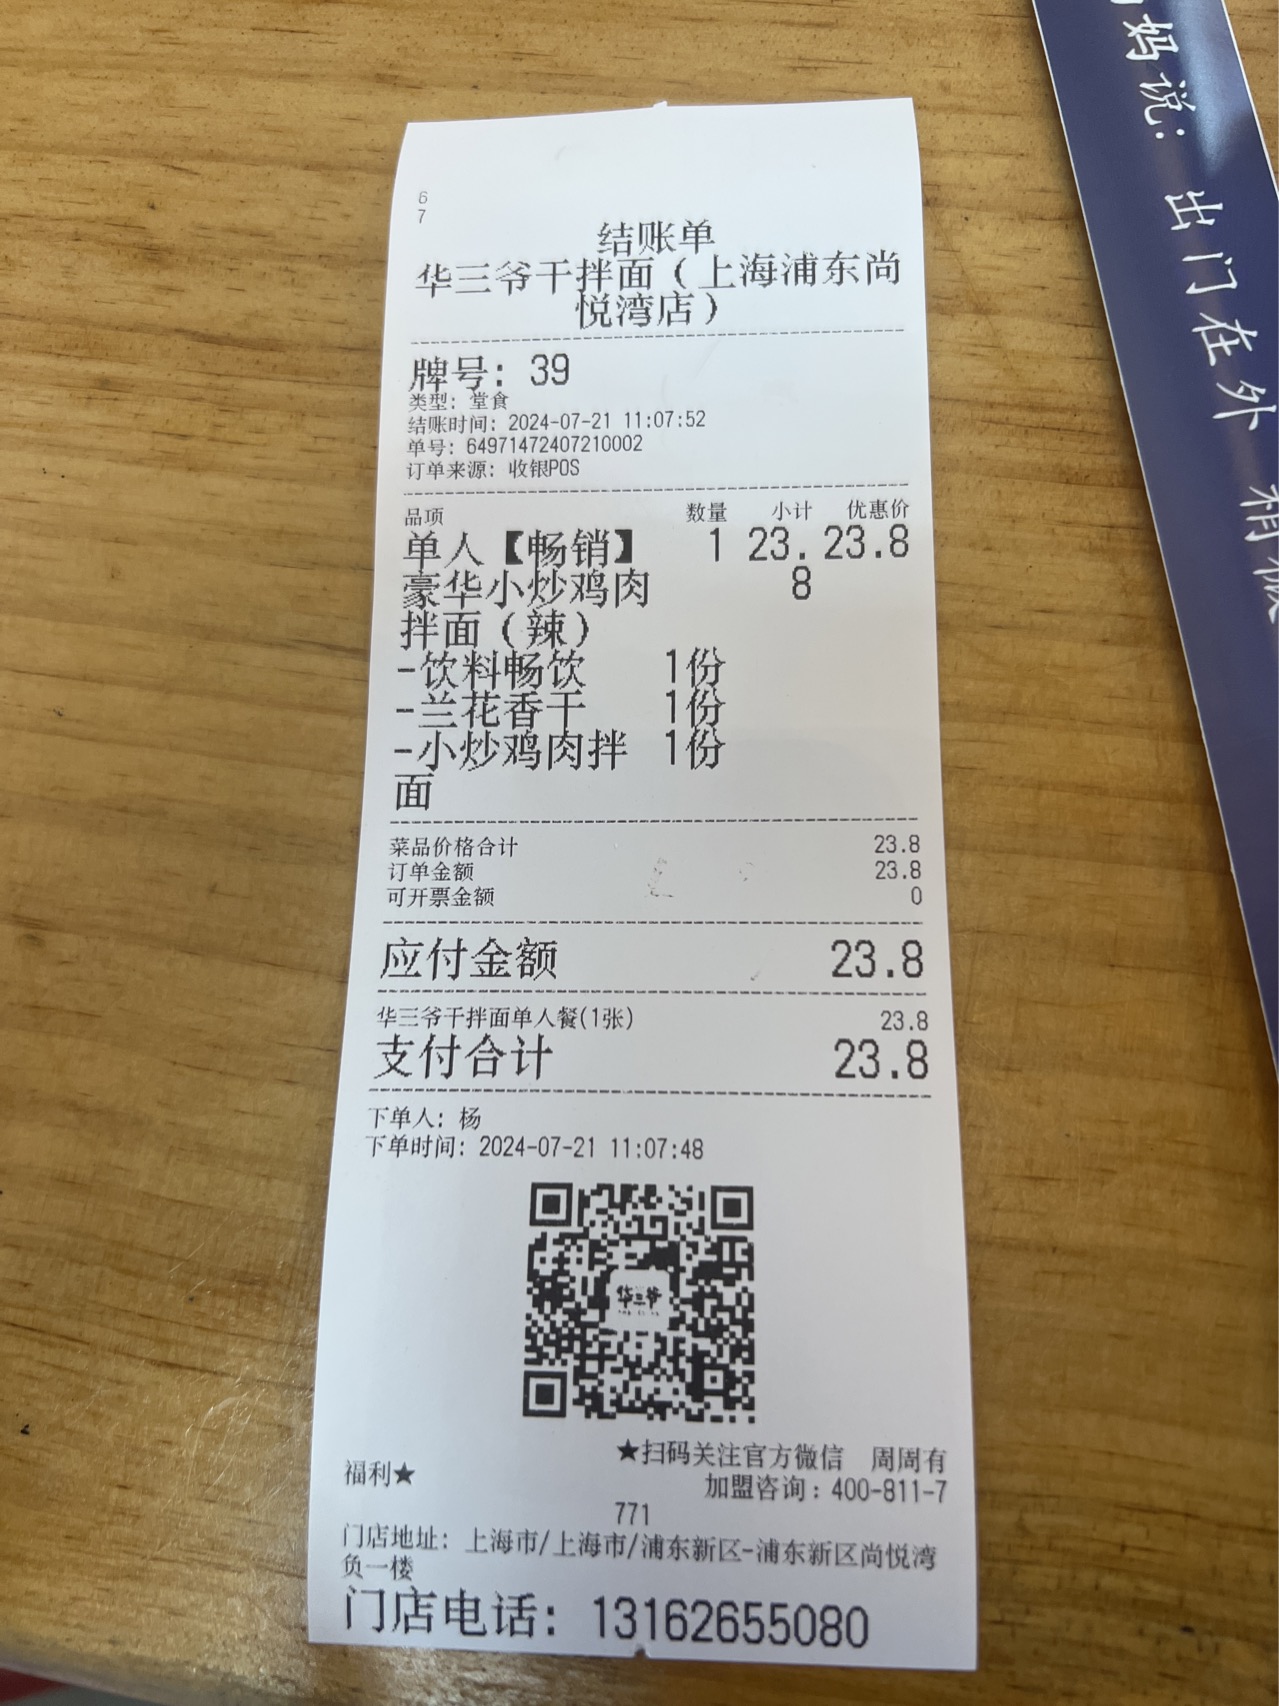 6
7
结账单
华三爷干拌面（上海浦东尚
悦湾店）
牌号：39
类型：堂食
结账时间：2024-07-21 11:07:52
单号：64971472407210002
订单来源：收银POS
品项 数量 小计 优惠价
单人【畅销】 1 23. 23.8
豪华小炒鸡肉 8
拌面（辣）
-饮料畅饮 1份
-兰花香干 1份
-小炒鸡肉拌 1份
面
菜品价格合计 23.8
订单金额 23.8
可开票金额 0
应付金额 23.8
华三爷干拌面单人餐(1张) 23.8
支付合计 23.8
下单人：杨
下单时间：2024-07-21 11:07:48
华三爷
★扫码关注官方微信 周周有
福利★
加盟咨询：400-811-7
771
门店地址：上海市/上海市/浦东新区-浦东新区尚悦湾
负一楼
门店电话：13162655080
妈说：出门在外